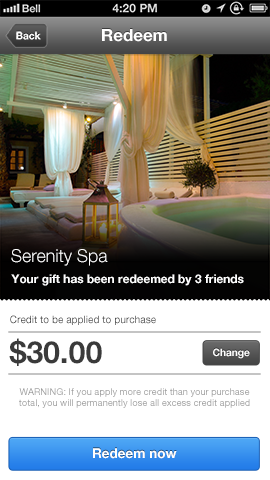 Bell 4:20 PM
Back Redeem
Serenity Spa
Your gift has been redeemed by 3 friends
Credit to be applied to purchase
$30.00 Change
WARNING: If you apply more credit than your purchase
total, you will permanently lose all excess credit applied
Redeem now